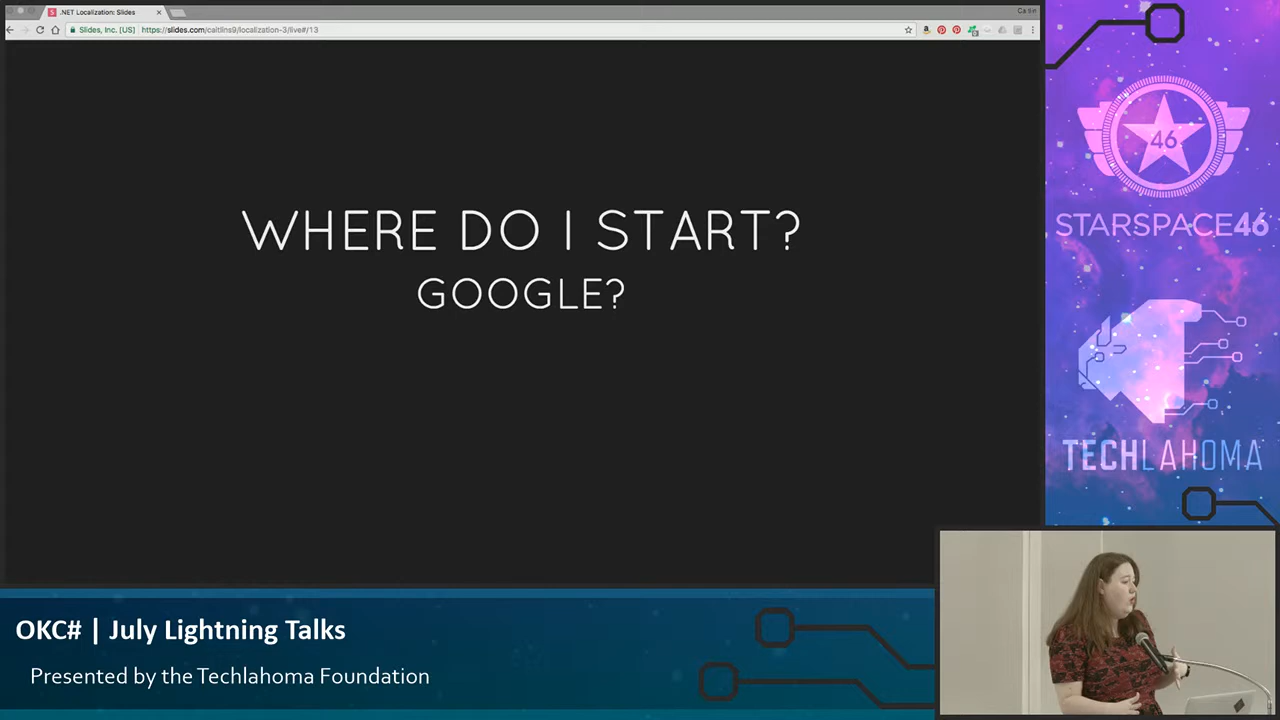 .NET Localization: Slides
Caitlin
Slides, Inc. [US]
https://slides.com/caitlins9/localization-3/live#/13
WHERE DO I START?
GOOGLE?
46
STARSPACE46
TECHLAHOMA
OKC# | July Lightning Talks
Presented by the Techlahoma Foundation